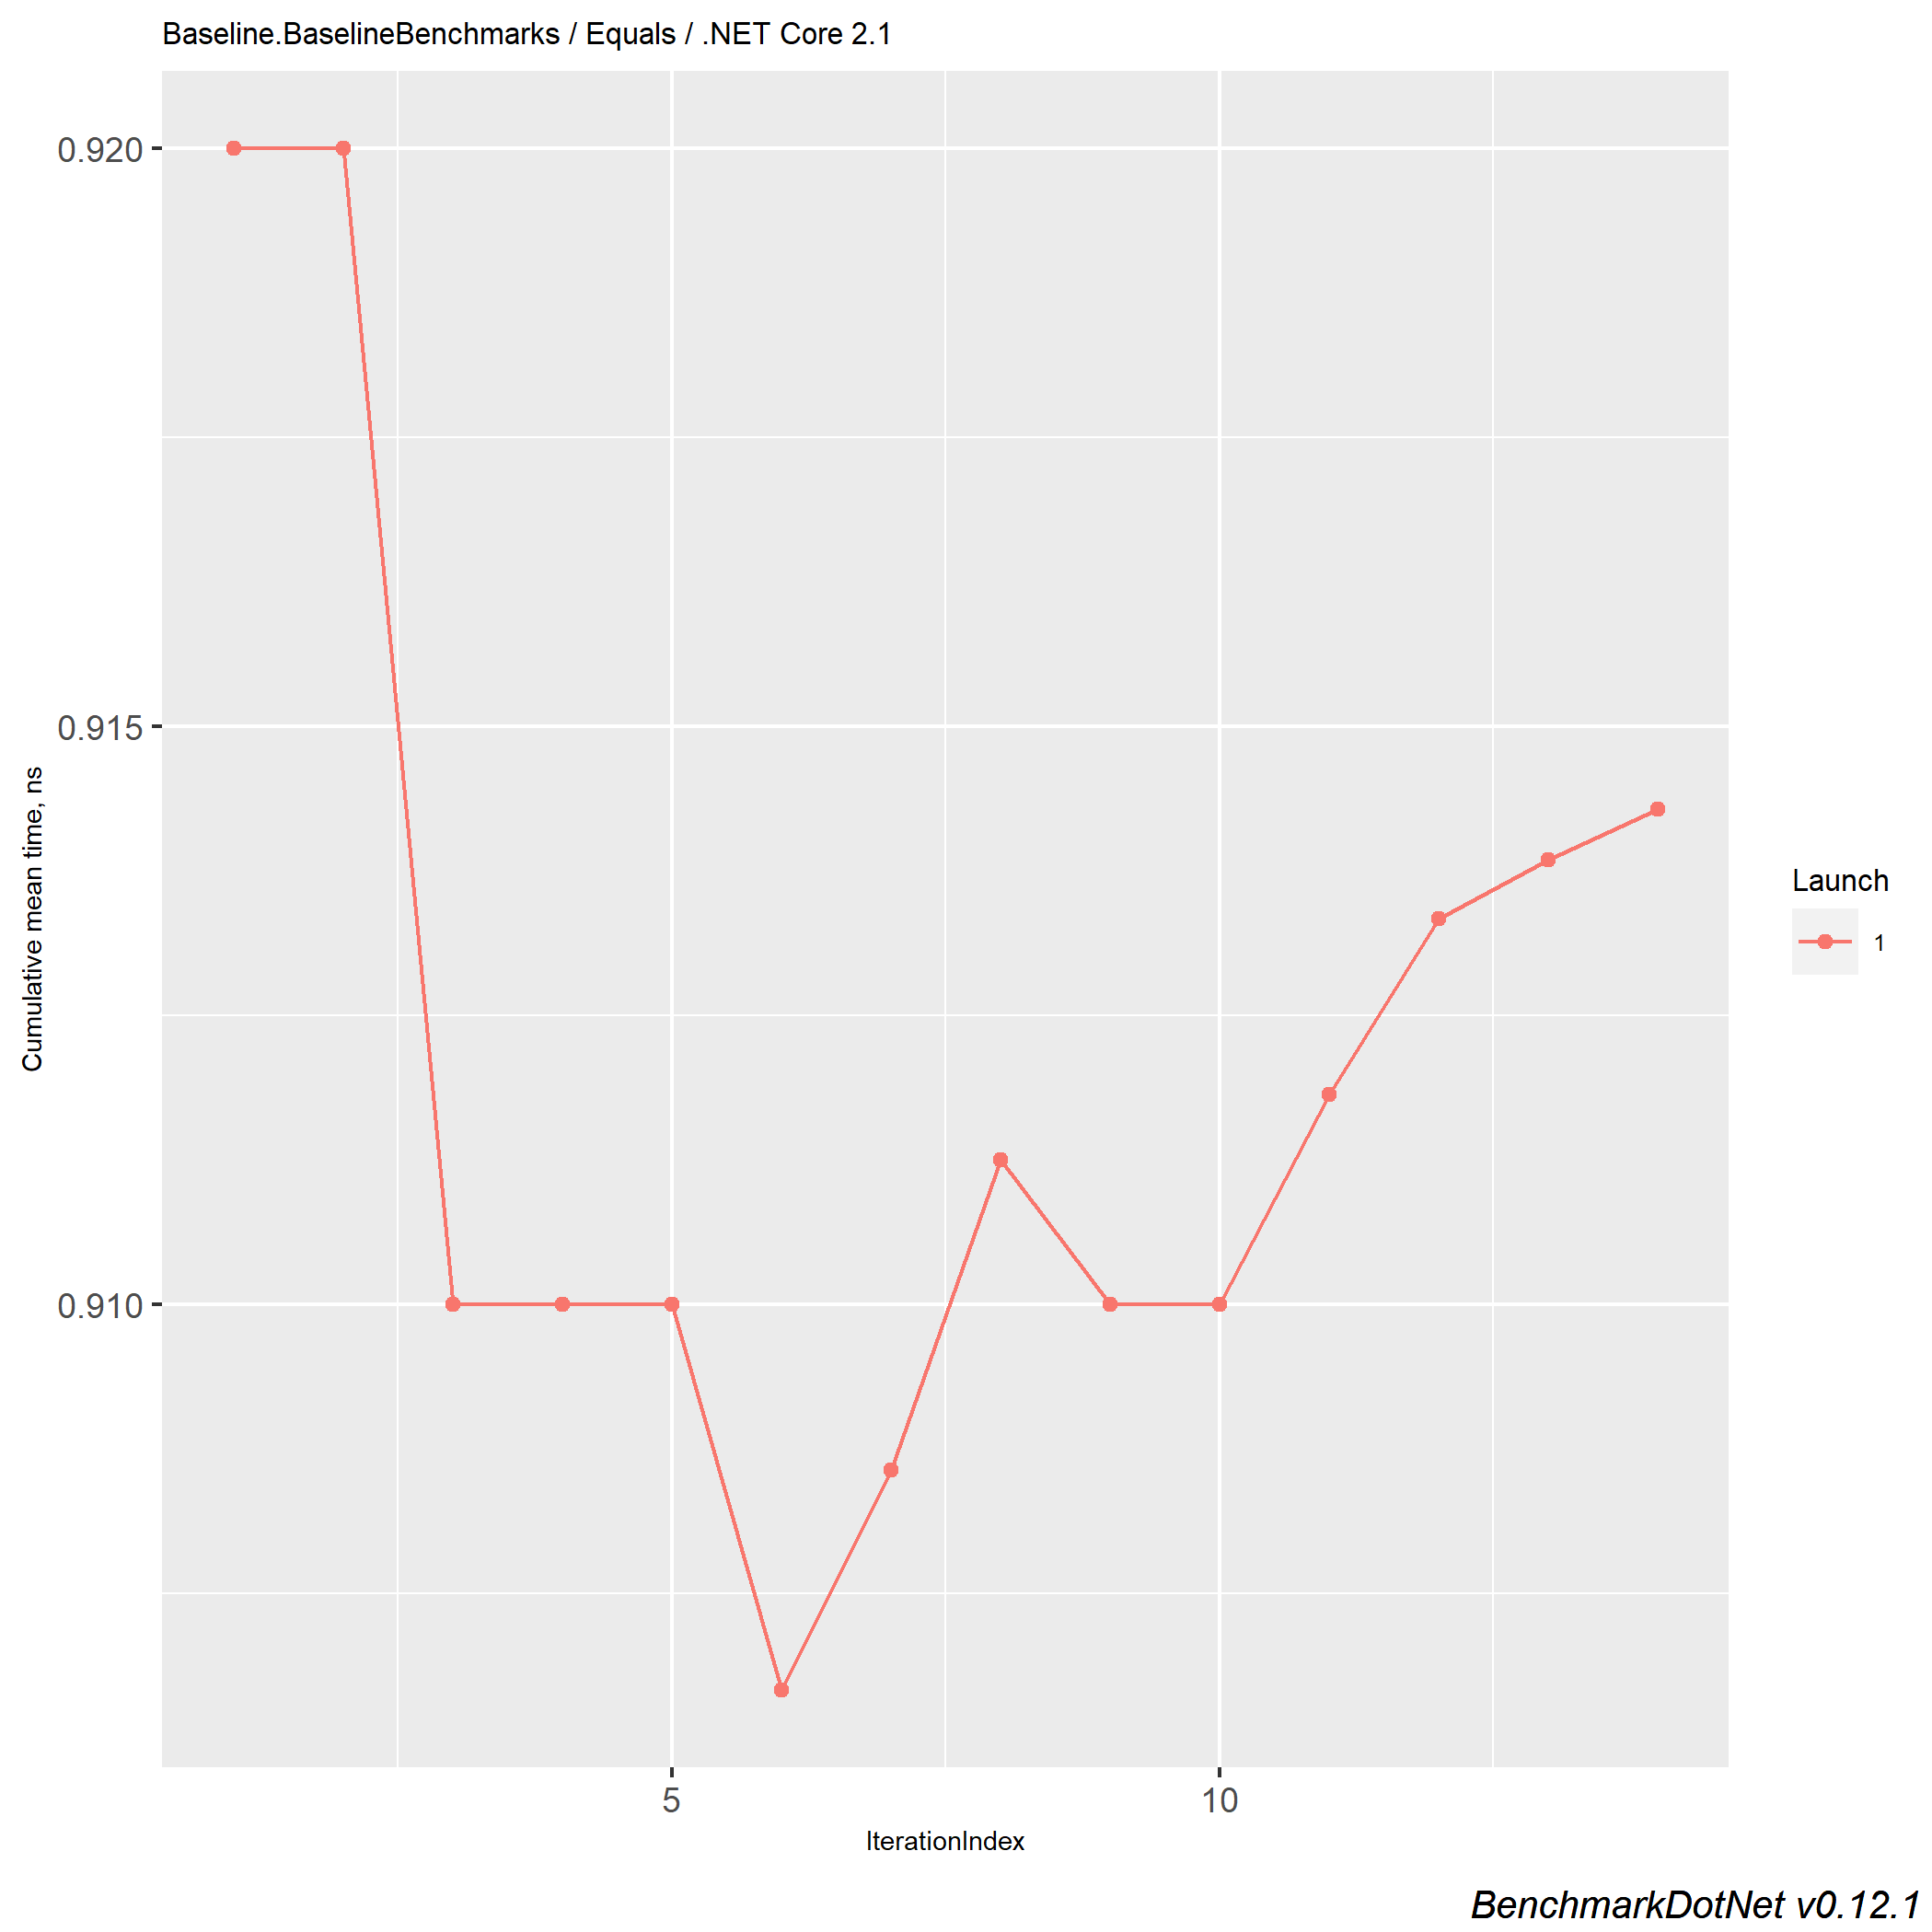 Baseline.BaselineBenchmarks / Equals / .NET Core 2.1
0.920
0.915
0.910
Cumulative mean time, ns
5
10
IterationIndex
Launch
1
BenchmarkDotNet v0.12.1